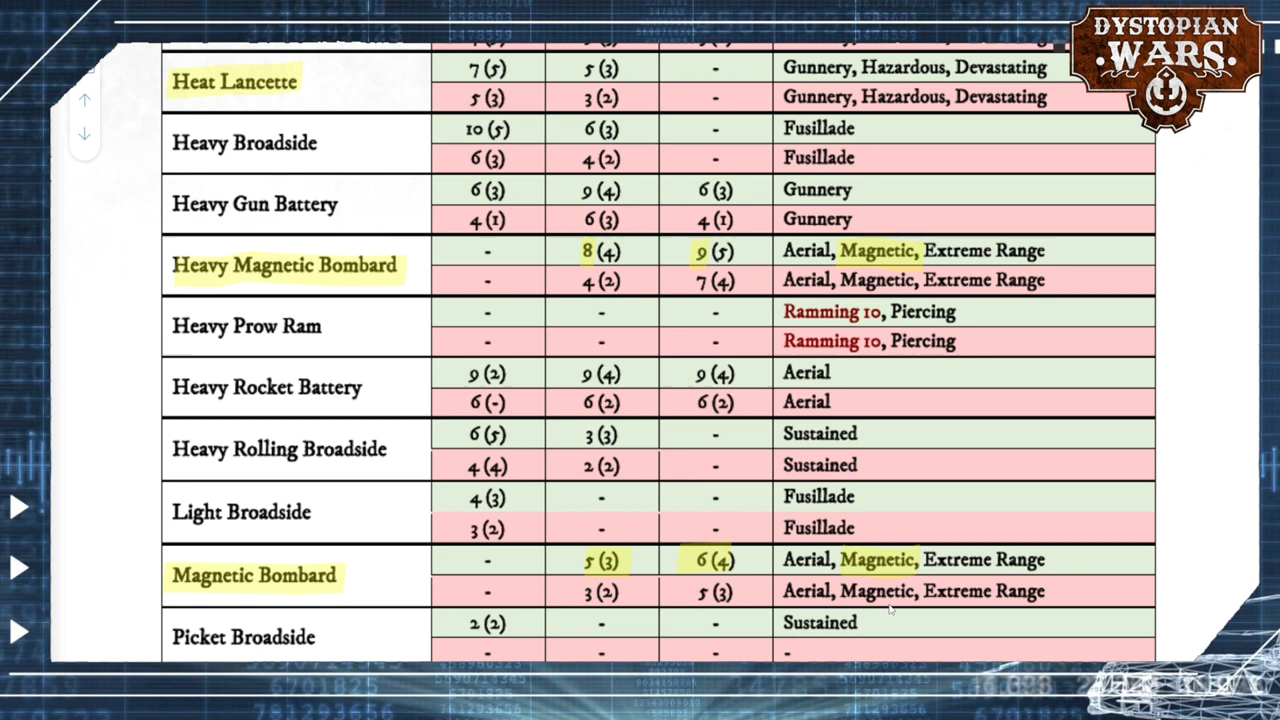 DYSTOPIAN
WARS
Heat Lancette
7 (5) 5 (3) - Gunnery, Hazardous, Devastating
5 (3) 3 (2) - Gunnery, Hazardous, Devastating
Heavy Broadside
10 (5) 6 (3) - Fusillade
6 (3) 4 (2) - Fusillade
Heavy Gun Battery
6 (3) 9 (4) 6 (3) Gunnery
4 (1) 6 (3) 4 (1) Gunnery
Heavy Magnetic Bombard
- 8 (4) 9 (5) Aerial, Magnetic, Extreme Range
- 4 (2) 7 (4) Aerial, Magnetic, Extreme Range
Heavy Prow Ram
- - - Ramming 10, Piercing
- - - Ramming 10, Piercing
Heavy Rocket Battery
9 (2) 9 (4) 9 (4) Aerial
6 (-) 6 (2) 6 (2) Aerial
Heavy Rolling Broadside
6 (5) 3 (3) - Sustained
4 (4) 2 (2) - Sustained
Light Broadside
4 (3) - - Fusillade
3 (2) - - Fusillade
Magnetic Bombard
- 5 (3) 6 (4) Aerial, Magnetic, Extreme Range
- 3 (2) 5 (3) Aerial, Magnetic, Extreme Range
Picket Broadside
2 (2) - - Sustained
- - - -
6701825
791293656